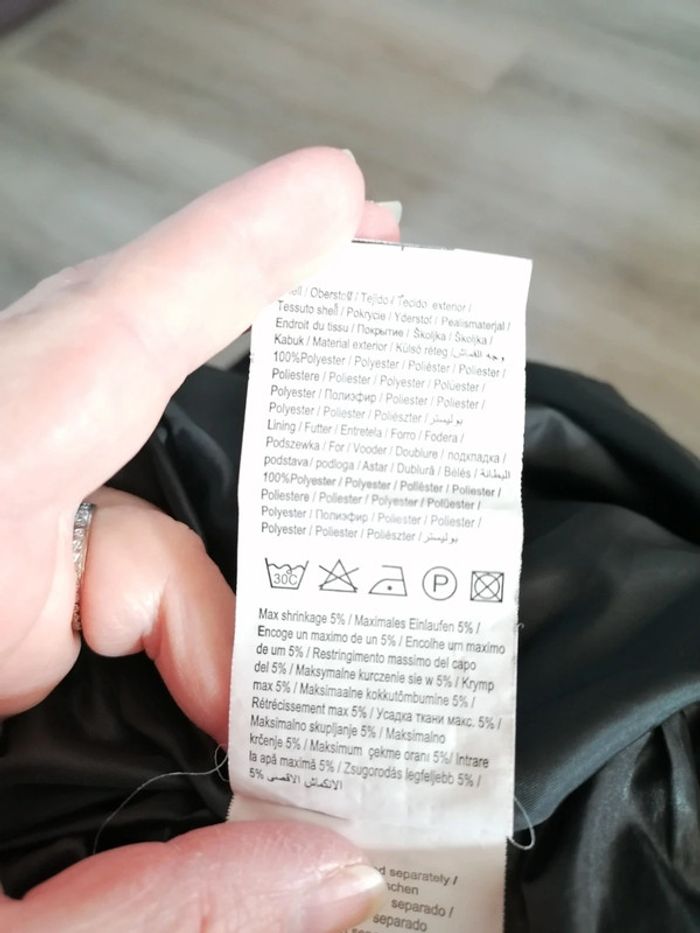 / Oberstoff / Tejido / Tecido exterior /
Tessuto shell / Pokrycie / Yderstof / Pealismaterjal /
Endroit du tissu / Покрытие / Školjka / Školjka /
Kabuk / Material exterior / Külső réteg / وجه القماش
100%Polyester / Polyester / Poliéster / Poliester /
Poliestere / Poliester / Polyester / Polüester /
Polyester / Полиэфир / Poliester / Poliester /
Polyester / Poliester / Poliészter / بوليستر
Lining / Futter / Entretela / Forro / Fodera /
Podszewka / For / Vooder / Doublure / подкладка /
podstava/ podloga / Astar / Dublură / Bélés / البطانة
100%Polyester / Polyester / Poliéster / Poliester /
Poliestere / Poliester / Polyester / Polüester /
Polyester / Полиэфир / Poliester / Poliester /
Polyester / Poliester / Poliészter / بوليستر
30C P
Max shrinkage 5% / Maximales Einlaufen 5% /
Encoge un maximo de un 5% / Encolhe um maximo
de um 5% / Restringimento massimo del capo
del 5% / Maksymalne kurczenie sie w 5% / Krymp
max 5% / Maksimaalne kokkutõmbumine 5% /
Rétrécissement max 5% / Усадка ткани макс. 5% /
Maksimalno skupljanje 5% / Maksimalno
krčenje 5% / Maksimum çekme oranı 5%/ Intrare
la apă maximă 5% / Zsugorodás legfeljebb 5% /
5% الانكماش الاقصى
separately /
separado /
separado